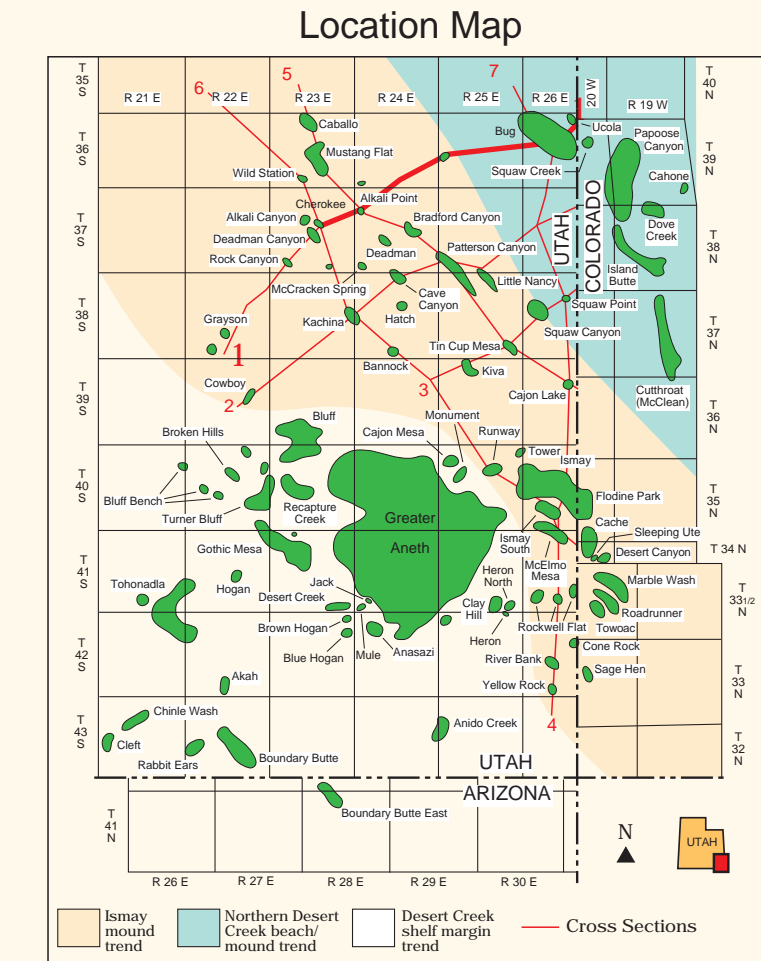 Location Map
T
35
S
T
36
S
T
37
S
T
38
S
T
39
S
T
40
S
T
41
S
T
42
S
T
43
S
T
41
N
R 21 E
R 22 E
R 23 E
R 24 E
R 25 E
R 26 E
20 W
R 19 W
T
40
N
T
39
N
T
38
N
T
37
N
T
36
N
T
35
N
T 34 N
T
33 1/2
N
T
33
N
T
32
N
6
5
7
1
2
3
4
Caballo
Mustang Flat
Wild Station
Cherokee
Alkali Point
Alkali Canyon
Deadman Canyon
Rock Canyon
Bradford Canyon
Deadman
Patterson Canyon
McCracken Spring
Cave
Canyon
Little Nancy
Hatch
Kachina
Grayson
Bannock
Cowboy
Tin Cup Mesa
Kiva
Cajon Lake
Bug
Ucola
Squaw Creek
Papoose
Canyon
Cahone
Dove
Creek
Island
Butte
Squaw Point
Squaw Canyon
Cutthroat
(McClean)
UTAH
COLORADO
Broken Hills
Bluff
Cajon Mesa
Monument
Runway
Tower
Ismay
Flodine Park
Bluff Bench
Turner Bluff
Recapture
Creek
Greater
Aneth
Ismay
South
Cache
Sleeping Ute
Desert Canyon
Gothic Mesa
McElmo
Mesa
Heron
North
Marble Wash
Tohonadla
Hogan
Jack
Desert Creek
Clay
Hill
Roadrunner
Towoac
Rockwell Flat
Heron
Brown Hogan
Blue Hogan
Mule
Anasazi
Cone Rock
River Bank
Sage Hen
Yellow Rock
Akah
Chinle Wash
Cleft
Rabbit Ears
Boundary Butte
Anido Creek
UTAH
ARIZONA
Boundary Butte East
N
UTAH
R 26 E
R 27 E
R 28 E
R 29 E
R 30 E
Ismay
mound
trend
Northern Desert
Creek beach/
mound trend
Desert Creek
shelf margin
trend
Cross Sections